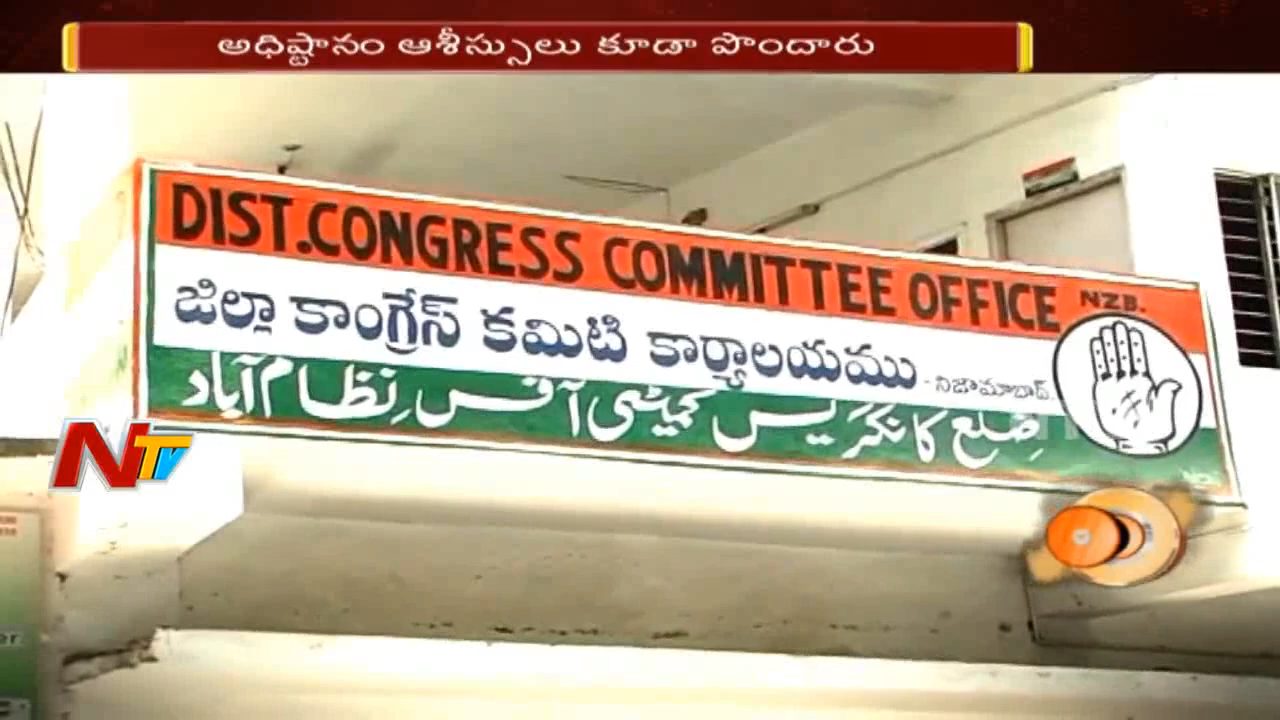 అధిష్టానం ఆశీస్సులు కూడా పొందారు
DIST.CONGRESS COMMITTEE OFFICE NZB.
జిల్లా కాంగ్రేస్ కమిటి కార్యాలయము - నిజామాబాద్.
ضلع کانگریس کمیٹی آفس نظام آباد
NTV